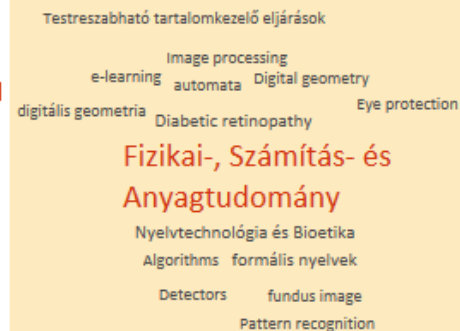 Testreszabható tartalomkezelő eljárások
Image processing
e-learning automata Digital geometry
digitális geometria Diabetic retinopathy Eye protection
Fizikai-, Számítás- és
Anyagtudomány
Nyelvtechnológia és Bioetika
Algorithms formális nyelvek
Detectors fundus image
Pattern recognition